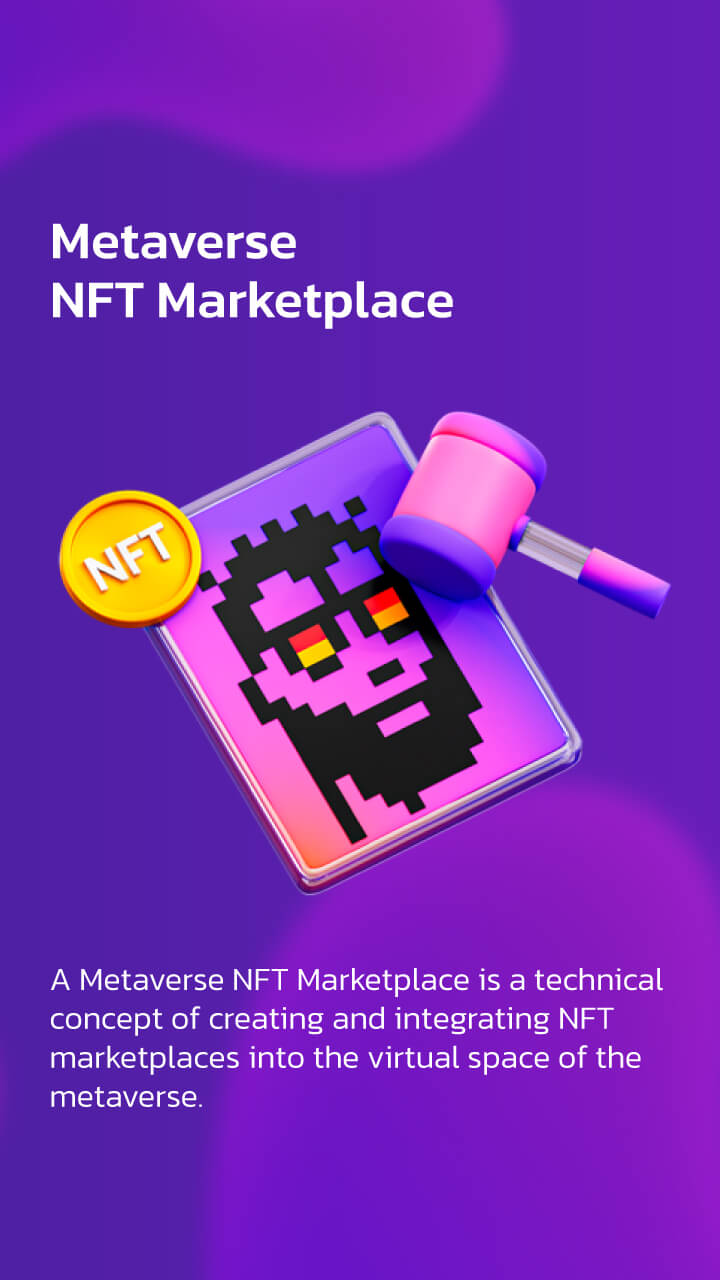 Metaverse
NFT Marketplace
NFT
A Metaverse NFT Marketplace is a technical
concept of creating and integrating NFT
marketplaces into the virtual space of the
metaverse.